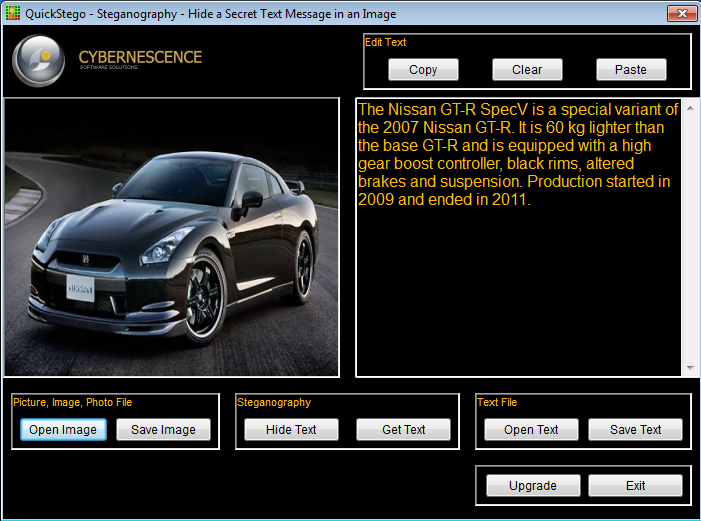 QuickStego - Steganography - Hide a Secret Text Message in an Image
CYBERNESCENCE
SOFTWARE SOLUTIONS
Edit Text
Copy
Clear
Paste
NISSAN
The Nissan GT-R SpecV is a special variant of
the 2007 Nissan GT-R. It is 60 kg lighter than
the base GT-R and is equipped with a high
gear boost controller, black rims, altered
brakes and suspension. Production started in
2009 and ended in 2011.
Picture, Image, Photo File
Open Image
Save Image
Steganography
Hide Text
Get Text
Text File
Open Text
Save Text
Upgrade
Exit